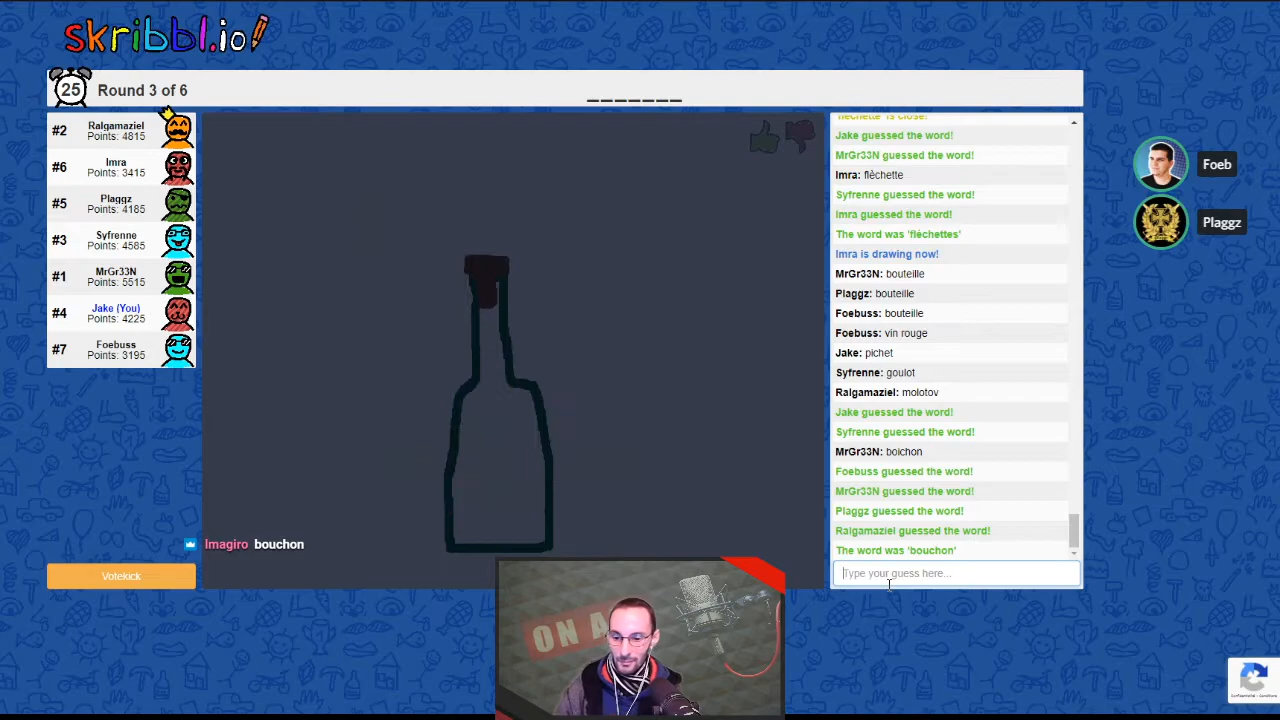 skribbl.io
25
Round 3 of 6
_______
#2 Ralgamaziel
Points: 4815
#6 Imra
Points: 3415
#5 Plaggz
Points: 4185
#3 Syfrenne
Points: 4585
#1 MrGr33N
Points: 5515
#4 Jake (You)
Points: 4225
#7 Foebuss
Points: 3195
Votekick
Imagiro bouchon
ON A
Jake guessed the word!
MrGr33N guessed the word!
Imra: flèchette
Syfrenne guessed the word!
Imra guessed the word!
The word was 'fléchettes'
Imra is drawing now!
MrGr33N: bouteille
Plaggz: bouteille
Foebuss: bouteille
Foebuss: vin rouge
Jake: pichet
Syfrenne: goulot
Ralgamaziel: molotov
Jake guessed the word!
Syfrenne guessed the word!
MrGr33N: boichon
Foebuss guessed the word!
MrGr33N guessed the word!
Plaggz guessed the word!
Ralgamaziel guessed the word!
The word was 'bouchon'
Type your guess here...
Foeb
Plaggz